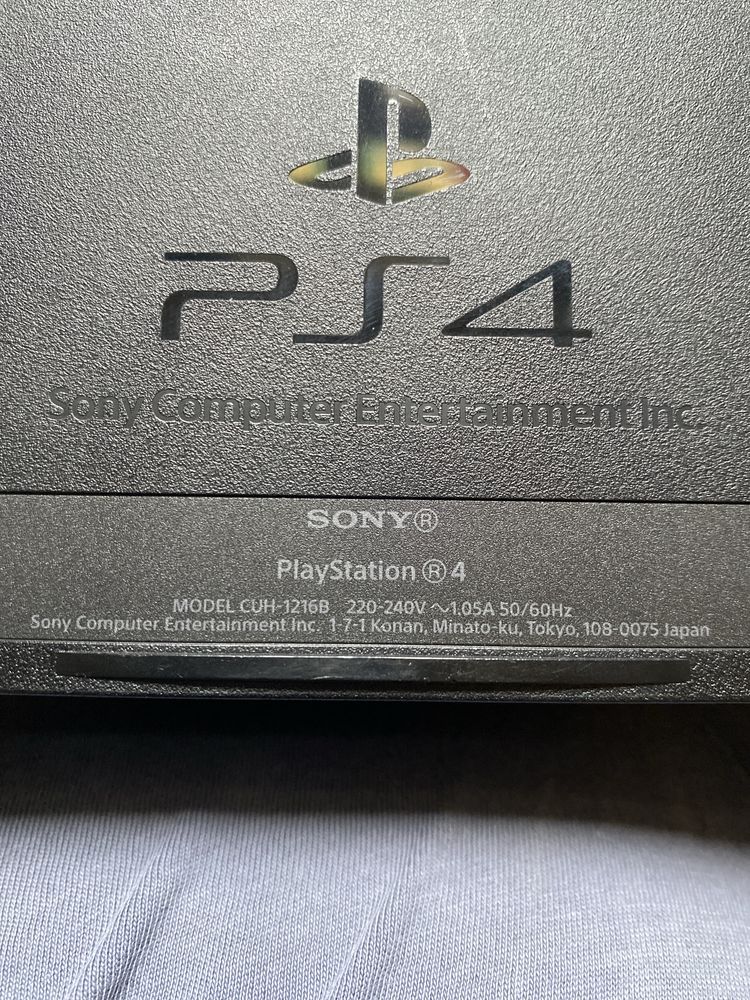 PS4
Sony Computer Entertainment Inc.
SONY®
PlayStation®4
MODEL CUH-1216B 220-240V ～1.05A 50/60Hz
Sony Computer Entertainment Inc. 1-7-1 Konan, Minato-ku, Tokyo, 108-0075 Japan